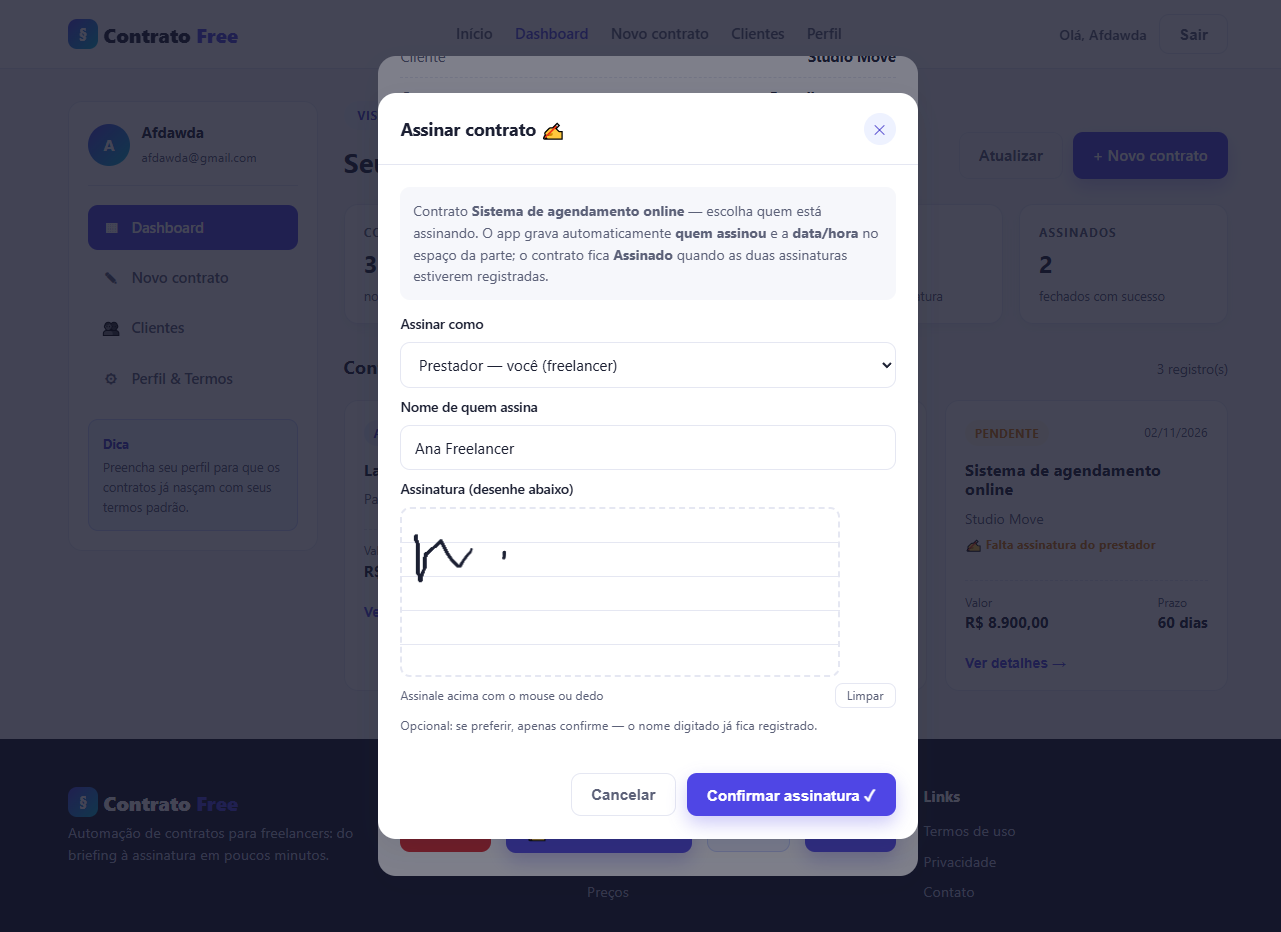 § Contrato Free
Início Dashboard Novo contrato Clientes Perfil
Olá, Afdawda Sair
Cliente Studio Move
A Afdawda
afdawda@gmail.com
Dashboard
Novo contrato
Clientes
Perfil & Termos
Dica
Preencha seu perfil para que os
contratos já nasçam com seus
termos padrão.
Atualizar + Novo contrato
ASSINADOS
2
fechados com sucesso
3 registro(s)
Assinar contrato ✍
Contrato Sistema de agendamento online — escolha quem está
assinando. O app grava automaticamente quem assinou e a data/hora no
espaço da parte; o contrato fica Assinado quando as duas assinaturas
estiverem registradas.
Assinar como
Prestador — você (freelancer)
Nome de quem assina
Ana Freelancer
Assinatura (desenhe abaixo)
Assinale acima com o mouse ou dedo
Limpar
Opcional: se preferir, apenas confirme — o nome digitado já fica registrado.
Cancelar Confirmar assinatura ✓
PENDENTE 02/11/2026
Sistema de agendamento
online
Studio Move
✍ Falta assinatura do prestador
Valor Prazo
R$ 8.900,00 60 dias
Ver detalhes →
§ Contrato Free
Automação de contratos para freelancers: do
briefing à assinatura em poucos minutos.
Preços
Links
Termos de uso
Privacidade
Contato